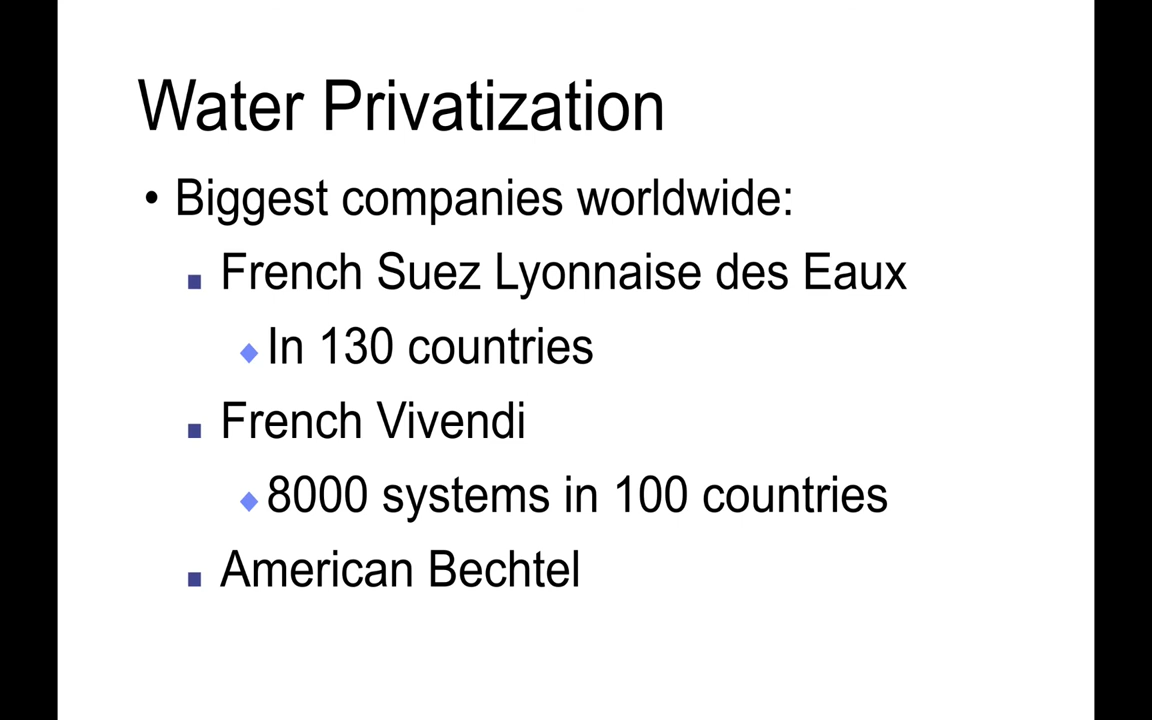 Water Privatization
• Biggest companies worldwide:
■ French Suez Lyonnaise des Eaux
◆ In 130 countries
■ French Vivendi
◆ 8000 systems in 100 countries
■ American Bechtel